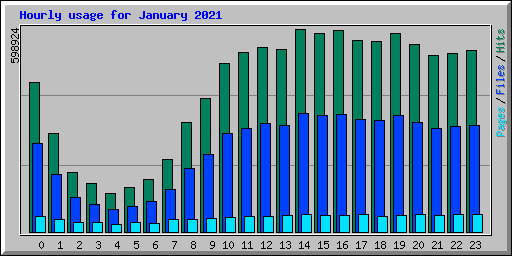 Hourly usage for January 2021
598924
Pages / Files / Hits
0 1 2 3 4 5 6 7 8 9 10 11 12 13 14 15 16 17 18 19 20 21 22 23